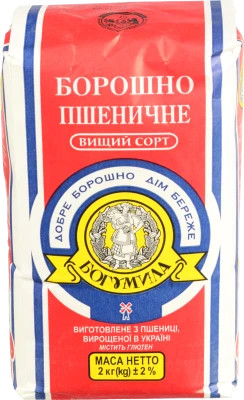 БОРОШНО
ПШЕНИЧНЕ
ВИЩИЙ СОРТ
ДОБРЕ БОРОШНО ДІМ БЕРЕЖЕ
БОГУМИЛА
ВИГОТОВЛЕНЕ З ПШЕНИЦІ,
ВИРОЩЕНОЇ В УКРАЇНІ
МІСТИТЬ ГЛЮТЕН
МАСА НЕТТО
2 кг(kg) ± 2 %